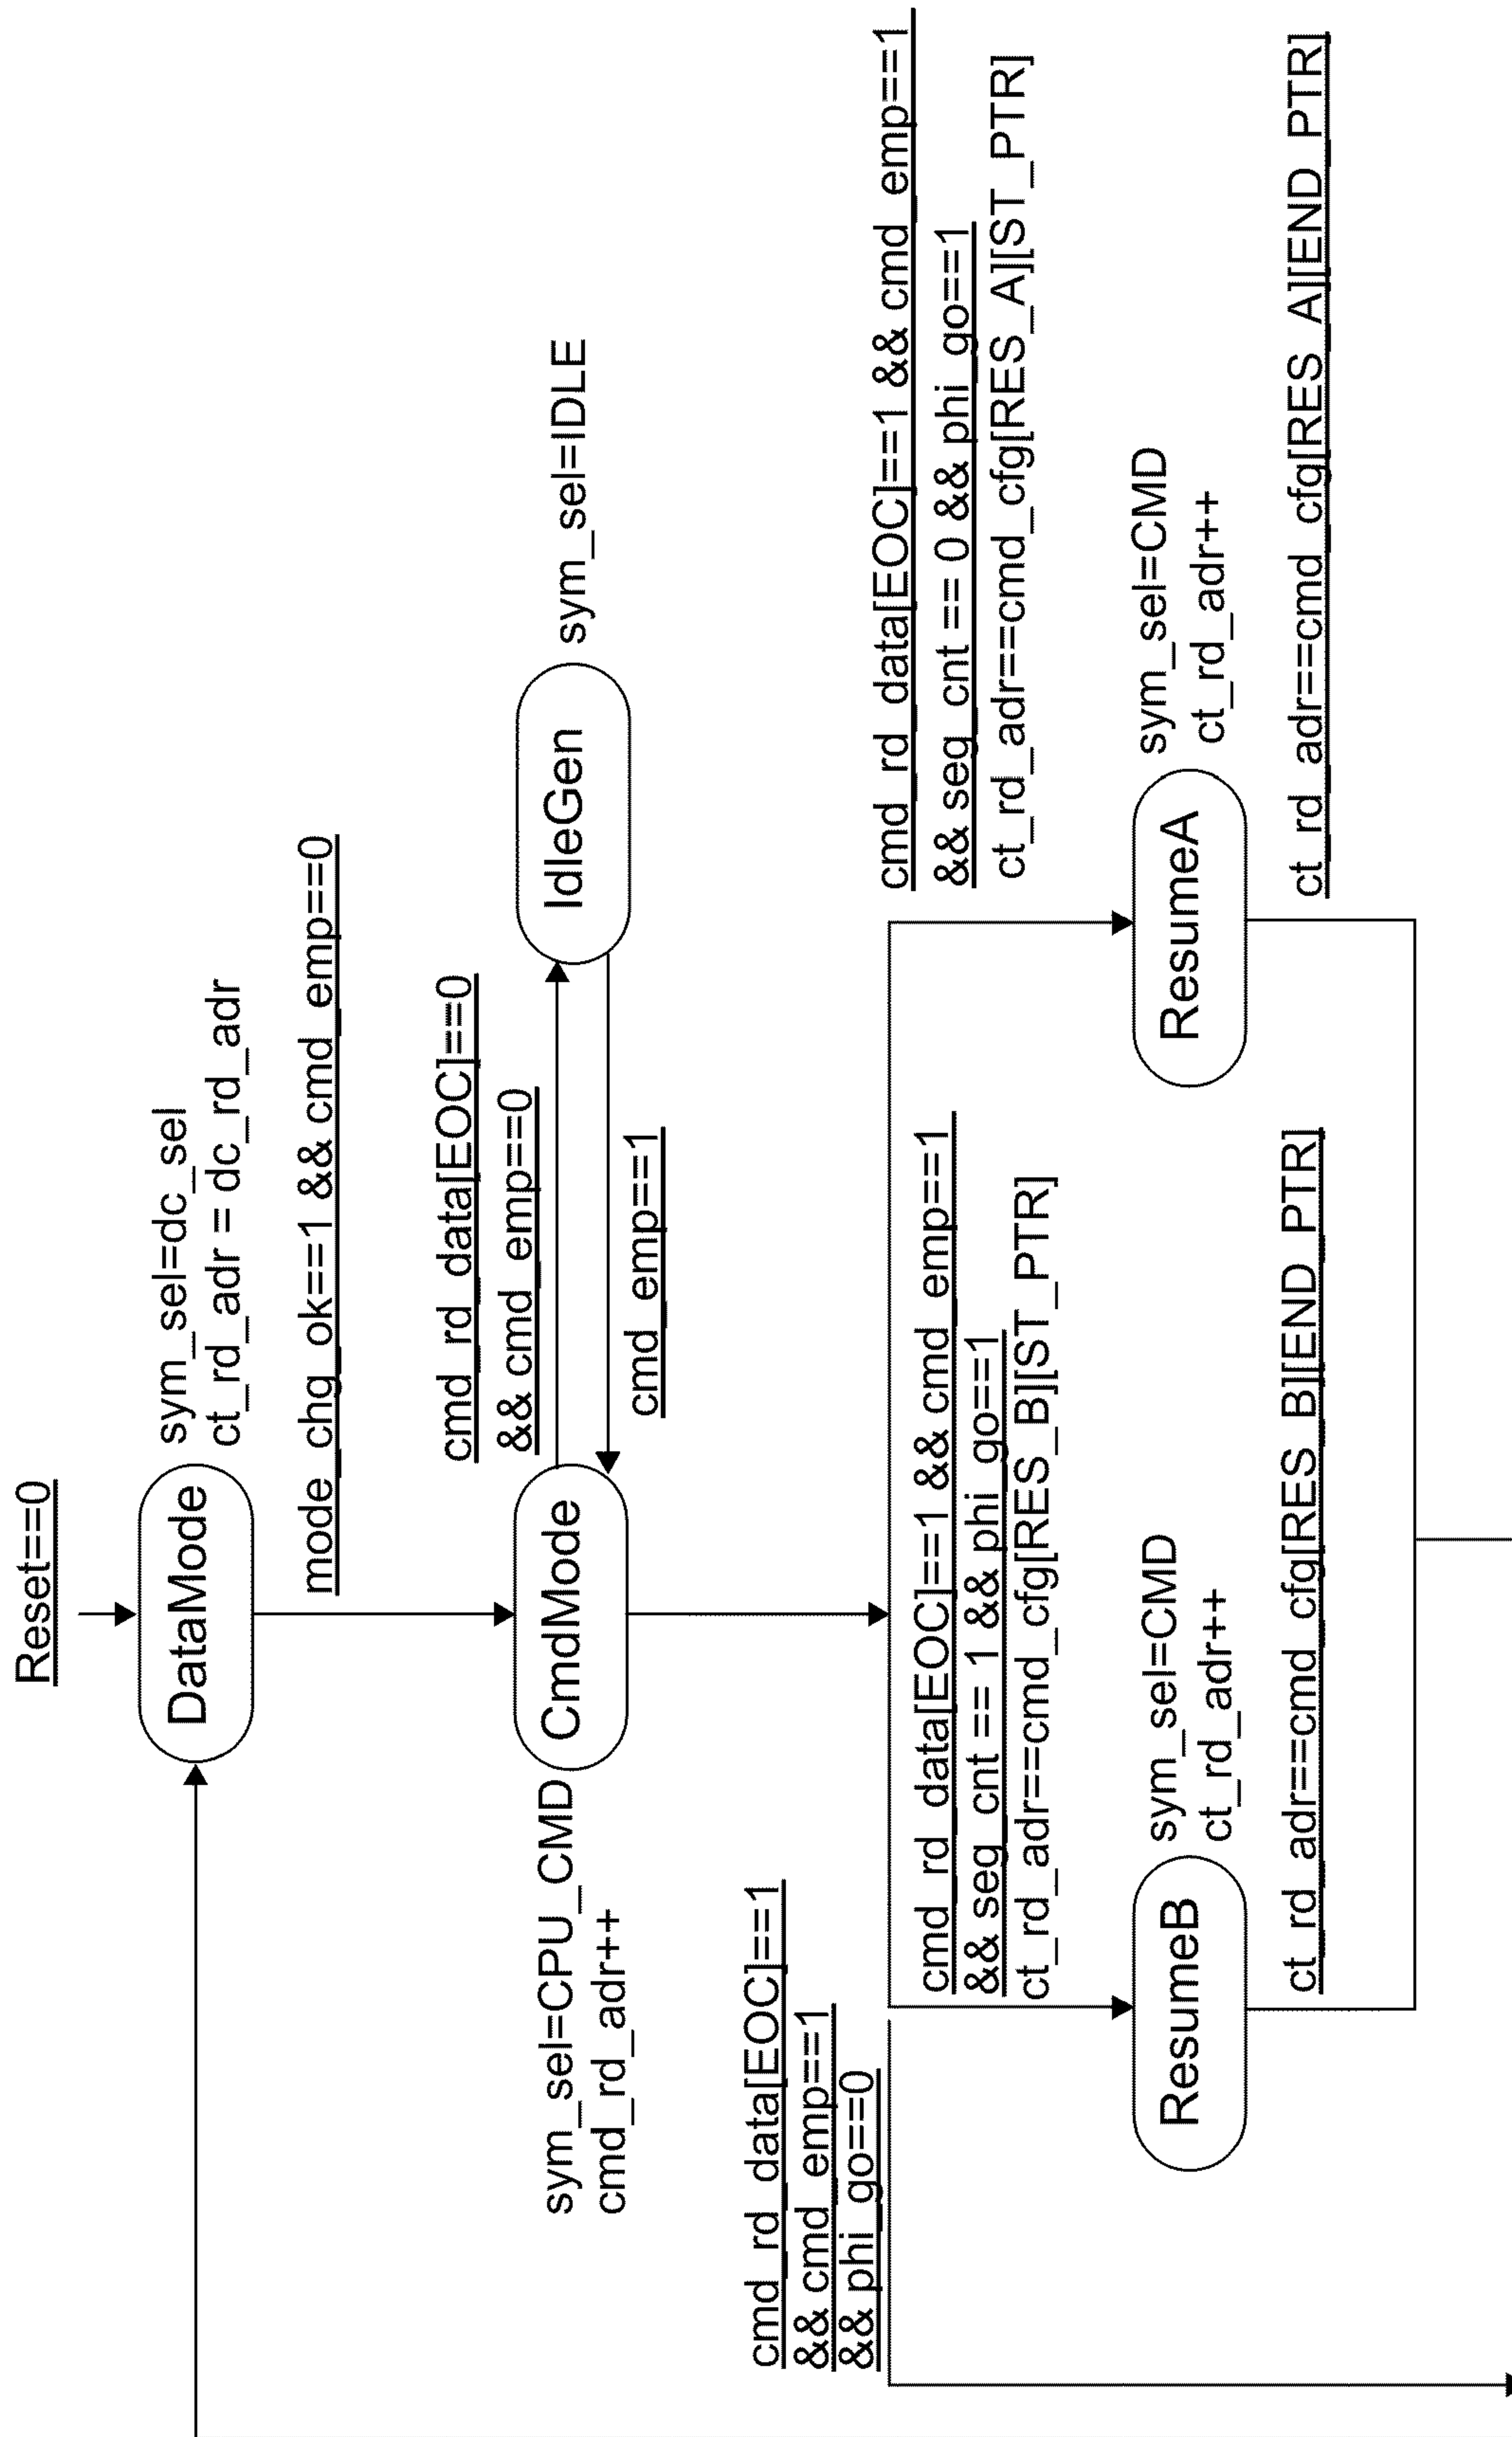 Reset==0
DataMode
sym_sel=dc_sel
ct_rd_adr = dc_rd_adr
mode_chg_ok==1 && cmd_emp==0
cmd_rd_data[EOC]==0
&& cmd_emp==0
sym_sel=CPU_CMD
cmd_rd_adr++
CmdMode
IdleGen
sym_sel=IDLE
cmd_emp==1
cmd_rd_data[EOC]==1
&& cmd_emp==1
&& phi_go==0
cmd_rd_data[EOC]==1 && cmd_emp==1
&& seq_cnt == 1 && phi_go==1
ct_rd_adr==cmd_cfg[RES_B][ST_PTR]
cmd_rd_data[EOC]==1 && cmd_emp==1
&& seq_cnt == 0 && phi_go==1
ct_rd_adr==cmd_cfg[RES_A][ST_PTR]
ResumeB
sym_sel=CMD
ct_rd_adr++
ResumeA
sym_sel=CMD
ct_rd_adr++
ct_rd_adr==cmd_cfg[RES_B][END_PTR]
ct_rd_adr==cmd_cfg[RES_A][END_PTR]